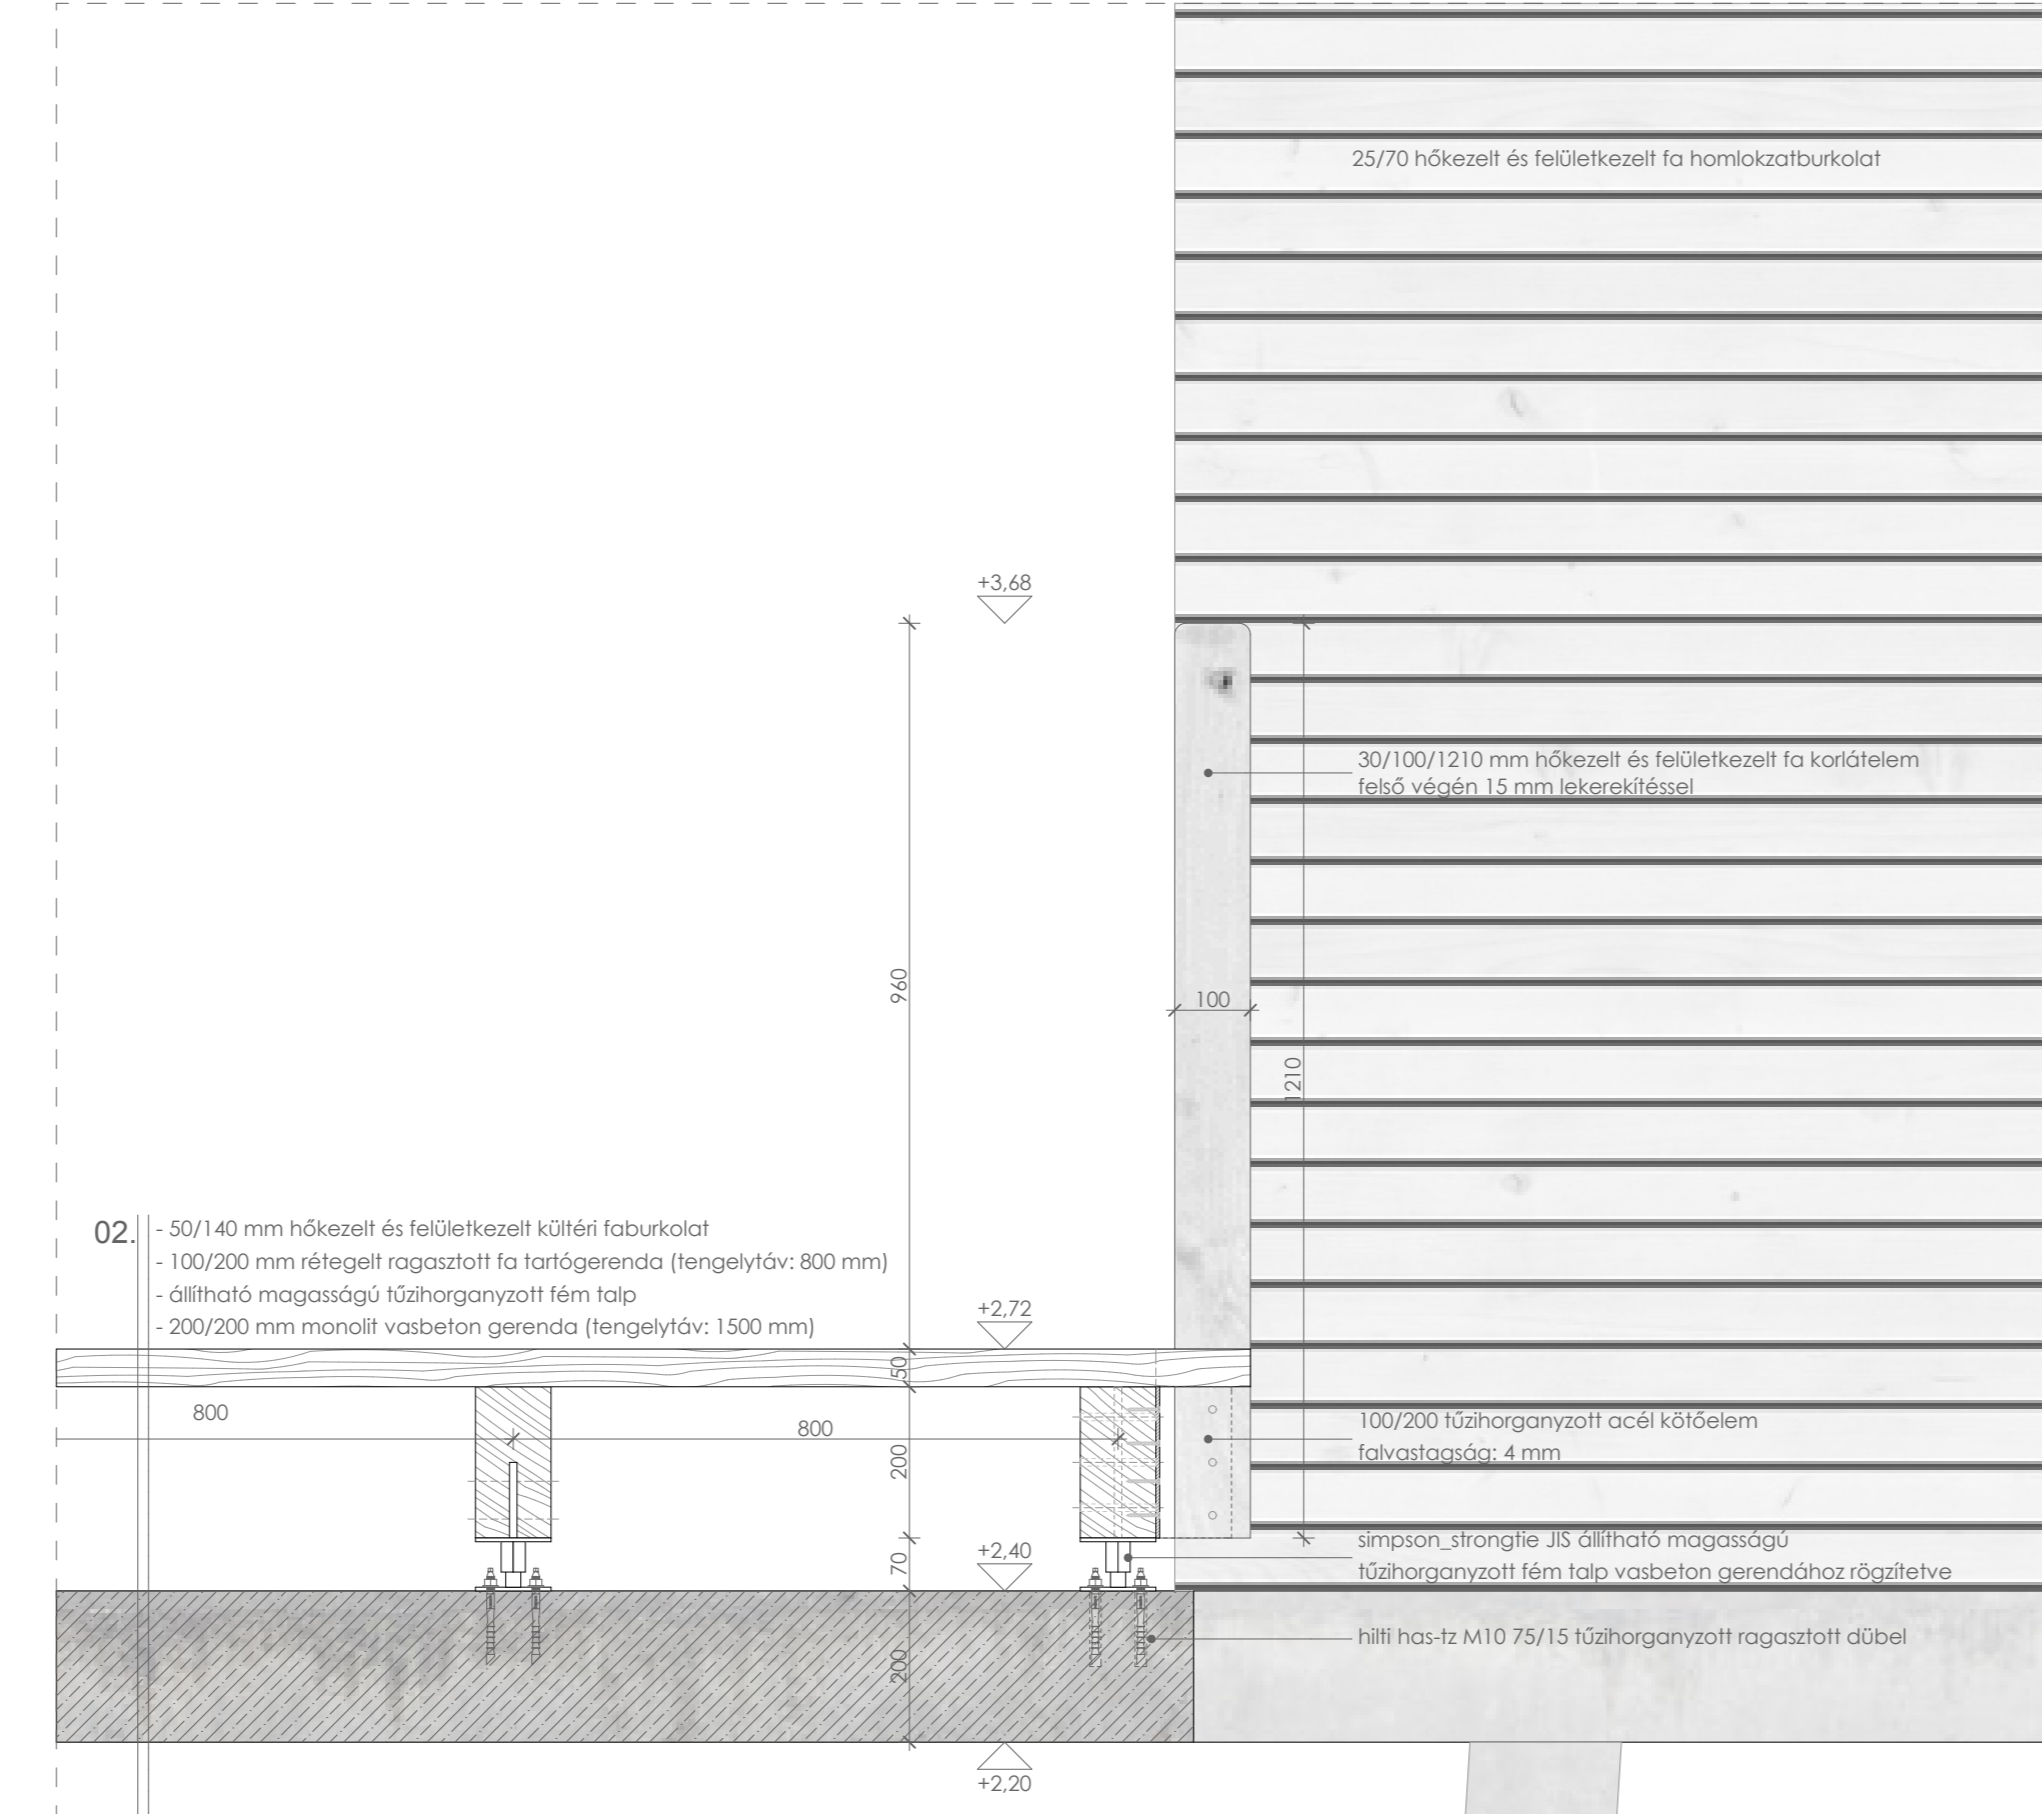 25/70 hőkezelt és felületkezelt fa homlokzatburkolat
+3,68
30/100/1210 mm hőkezelt és felületkezelt fa korlátelem
felső végén 15 mm lekerekítéssel
960
100
1210
02.
- 50/140 mm hőkezelt és felületkezelt kültéri faburkolat
- 100/200 mm rétegelt ragasztott fa tartógerenda (tengelytáv: 800 mm)
- állítható magasságú tűzihorganyzott fém talp
- 200/200 mm monolit vasbeton gerenda (tengelytáv: 1500 mm)
+2,72
50
800
800
200
100/200 tűzihorganyzott acél kötőelem
falvastagság: 4 mm
+2,40
70
simpson_strongtie JIS állítható magasságú
tűzihorganyzott fém talp vasbeton gerendához rögzítetve
200
hilti has-tz M10 75/15 tűzihorganyzott ragasztott dübel
+2,20